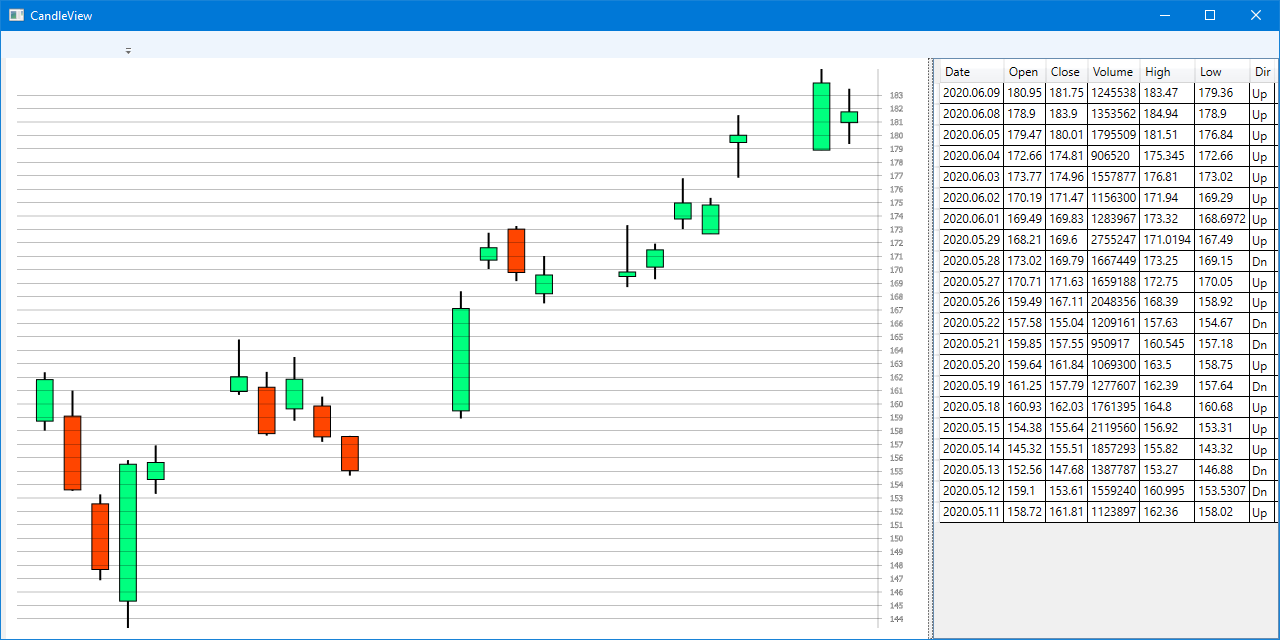 CandleView
183
182
181
180
179
178
177
176
175
174
173
172
171
170
169
168
167
166
165
164
163
162
161
160
159
158
157
156
155
154
153
152
151
150
149
148
147
146
145
144
Date Open Close Volume High Low Dir
2020.06.09 180.95 181.75 1245538 183.47 179.36 Up
2020.06.08 178.9 183.9 1353562 184.94 178.9 Up
2020.06.05 179.47 180.01 1795509 181.51 176.84 Up
2020.06.04 172.66 174.81 906520 175.345 172.66 Up
2020.06.03 173.77 174.96 1557877 176.81 173.02 Up
2020.06.02 170.19 171.47 1156300 171.94 169.29 Up
2020.06.01 169.49 169.83 1283967 173.32 168.6972 Up
2020.05.29 168.21 169.6 2755247 171.0194 167.49 Up
2020.05.28 173.02 169.79 1667449 173.25 169.15 Dn
2020.05.27 170.71 171.63 1659188 172.75 170.05 Up
2020.05.26 159.49 167.11 2048356 168.39 158.92 Up
2020.05.22 157.58 155.04 1209161 157.63 154.67 Dn
2020.05.21 159.85 157.55 950917 160.545 157.18 Dn
2020.05.20 159.64 161.84 1069300 163.5 158.75 Up
2020.05.19 161.25 157.79 1277607 162.39 157.64 Dn
2020.05.18 160.93 162.03 1761395 164.8 160.68 Up
2020.05.15 154.38 155.64 2119560 156.92 153.31 Up
2020.05.14 145.32 155.51 1857293 155.82 143.32 Up
2020.05.13 152.56 147.68 1387787 153.27 146.88 Dn
2020.05.12 159.1 153.61 1559240 160.995 153.5307 Dn
2020.05.11 158.72 161.81 1123897 162.36 158.02 Up